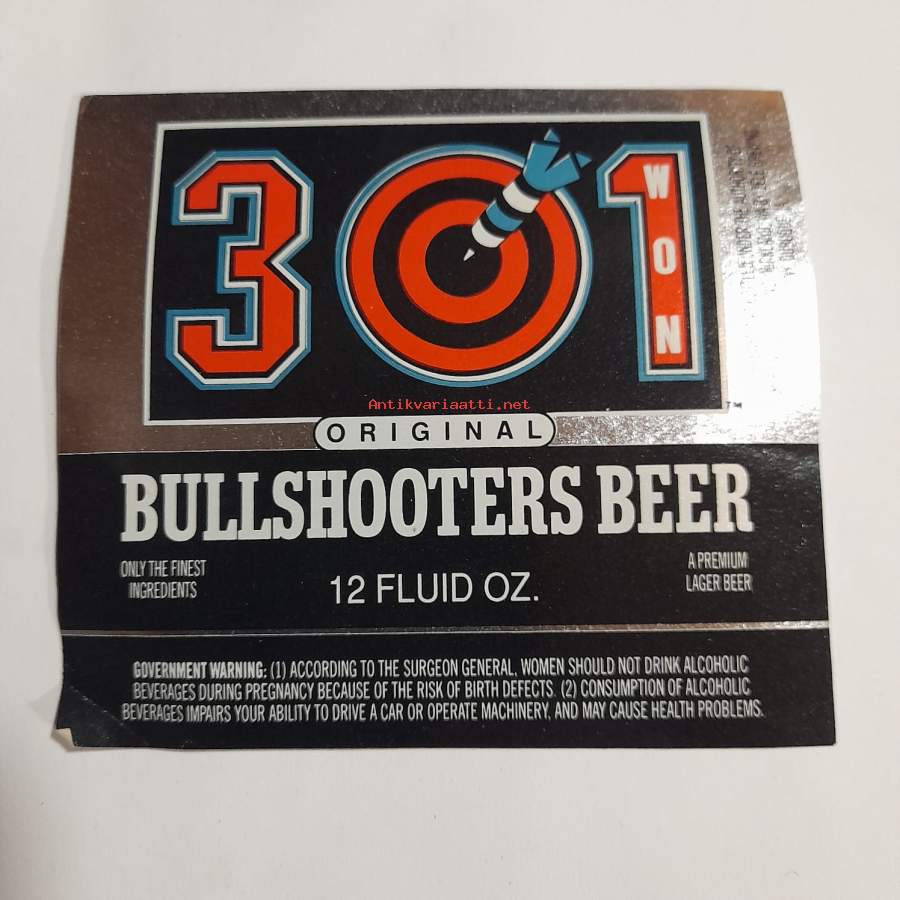 301
WON
Antikvariaatti.net
TM
ORIGINAL
BULLSHOOTERS BEER
ONLY THE FINEST
INGREDIENTS
12 FLUID OZ.
A PREMIUM
LAGER BEER
GOVERNMENT WARNING: (1) ACCORDING TO THE SURGEON GENERAL, WOMEN SHOULD NOT DRINK ALCOHOLIC
BEVERAGES DURING PREGNANCY BECAUSE OF THE RISK OF BIRTH DEFECTS. (2) CONSUMPTION OF ALCOHOLIC
BEVERAGES IMPAIRS YOUR ABILITY TO DRIVE A CAR OR OPERATE MACHINERY, AND MAY CAUSE HEALTH PROBLEMS.